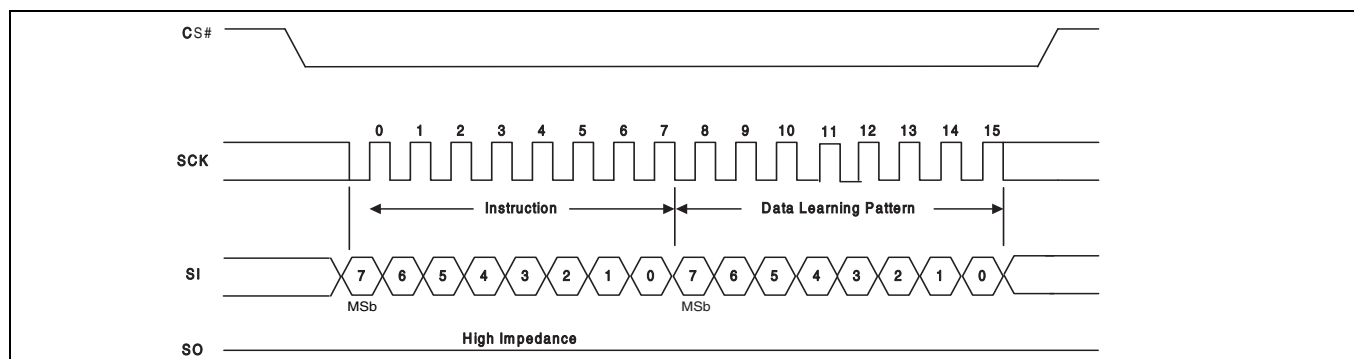 CS#
0 1 2 3 4 5 6 7 8 9 10 11 12 13 14 15
SCK
Instruction Data Learning Pattern
SI 7 6 5 4 3 2 1 0 7 6 5 4 3 2 1 0
MSb MSb
High Impedance
SO